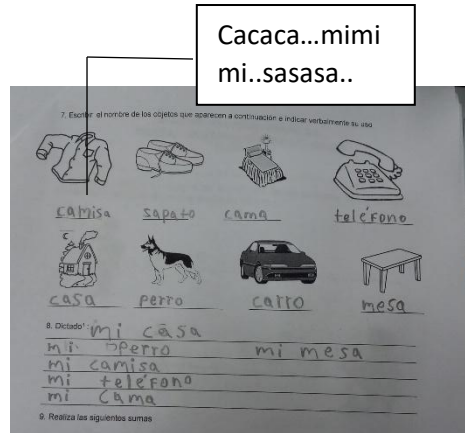 Cacaca...mimi
mi..sasasa..
7. Escribir el nombre de los objetos que aparecen a continuación e indicar verbalmente su uso
camisa sapato cama teléfono
casa perro carro mesa
8. Dictado: mi casa
mi perro mi mesa
mi camisa
mi teléfono
mi cama
9. Realiza las siguientes sumas